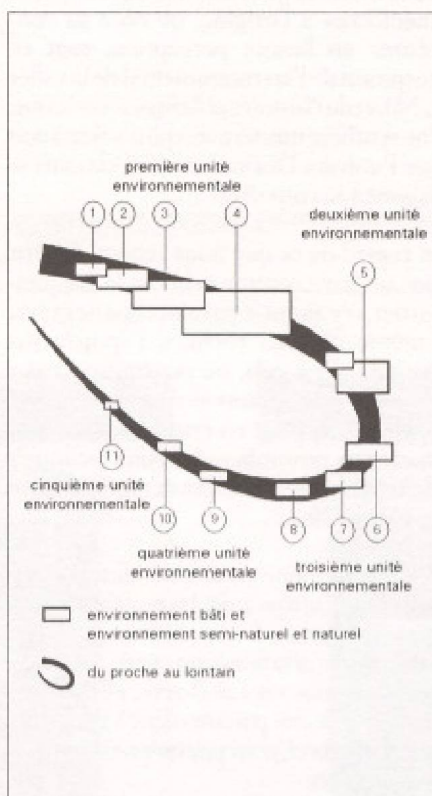 première unité
environnementale
1 2 3 4
deuxième unité
environnementale
5
11
cinquième unité
environnementale
10
9
8
7
6
quatrième unité
environnementale
troisième unité
environnementale
environnement bâti et
environnement semi-naturel et naturel
du proche au lointain